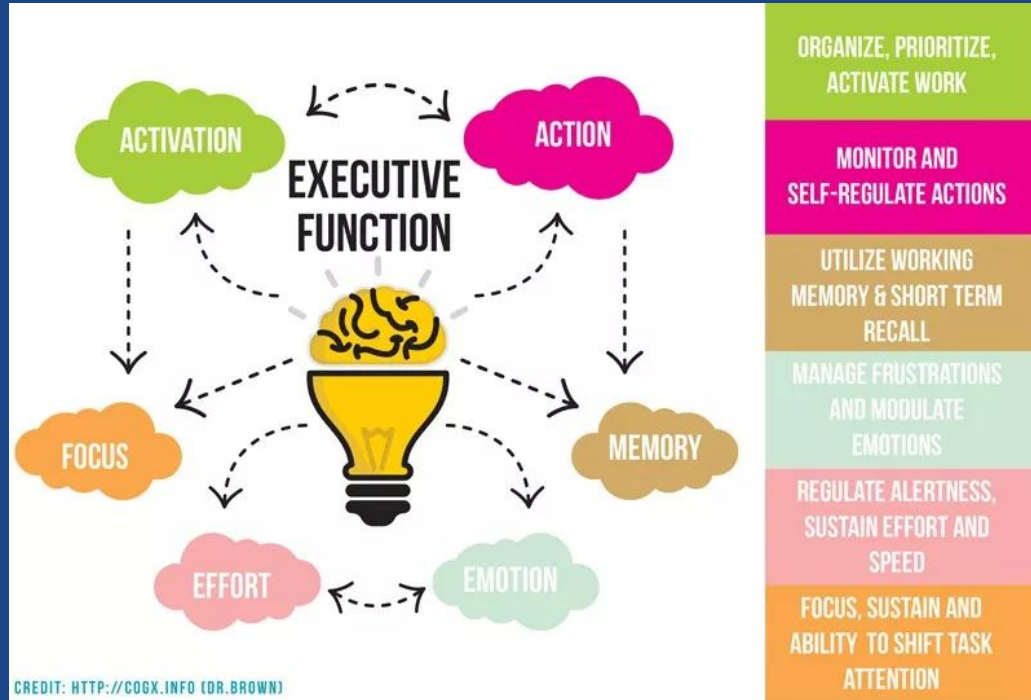 ACTIVATION
ACTION
EXECUTIVE
FUNCTION
FOCUS
MEMORY
EFFORT
EMOTION
CREDIT: HTTP://COGX.INFO (DR.BROWN)
ORGANIZE, PRIORITIZE,
ACTIVATE WORK
MONITOR AND
SELF-REGULATE ACTIONS
UTILIZE WORKING
MEMORY & SHORT TERM
RECALL
MANAGE FRUSTRATIONS
AND MODULATE
EMOTIONS
REGULATE ALERTNESS,
SUSTAIN EFFORT AND
SPEED
FOCUS, SUSTAIN AND
ABILITY TO SHIFT TASK
ATTENTION